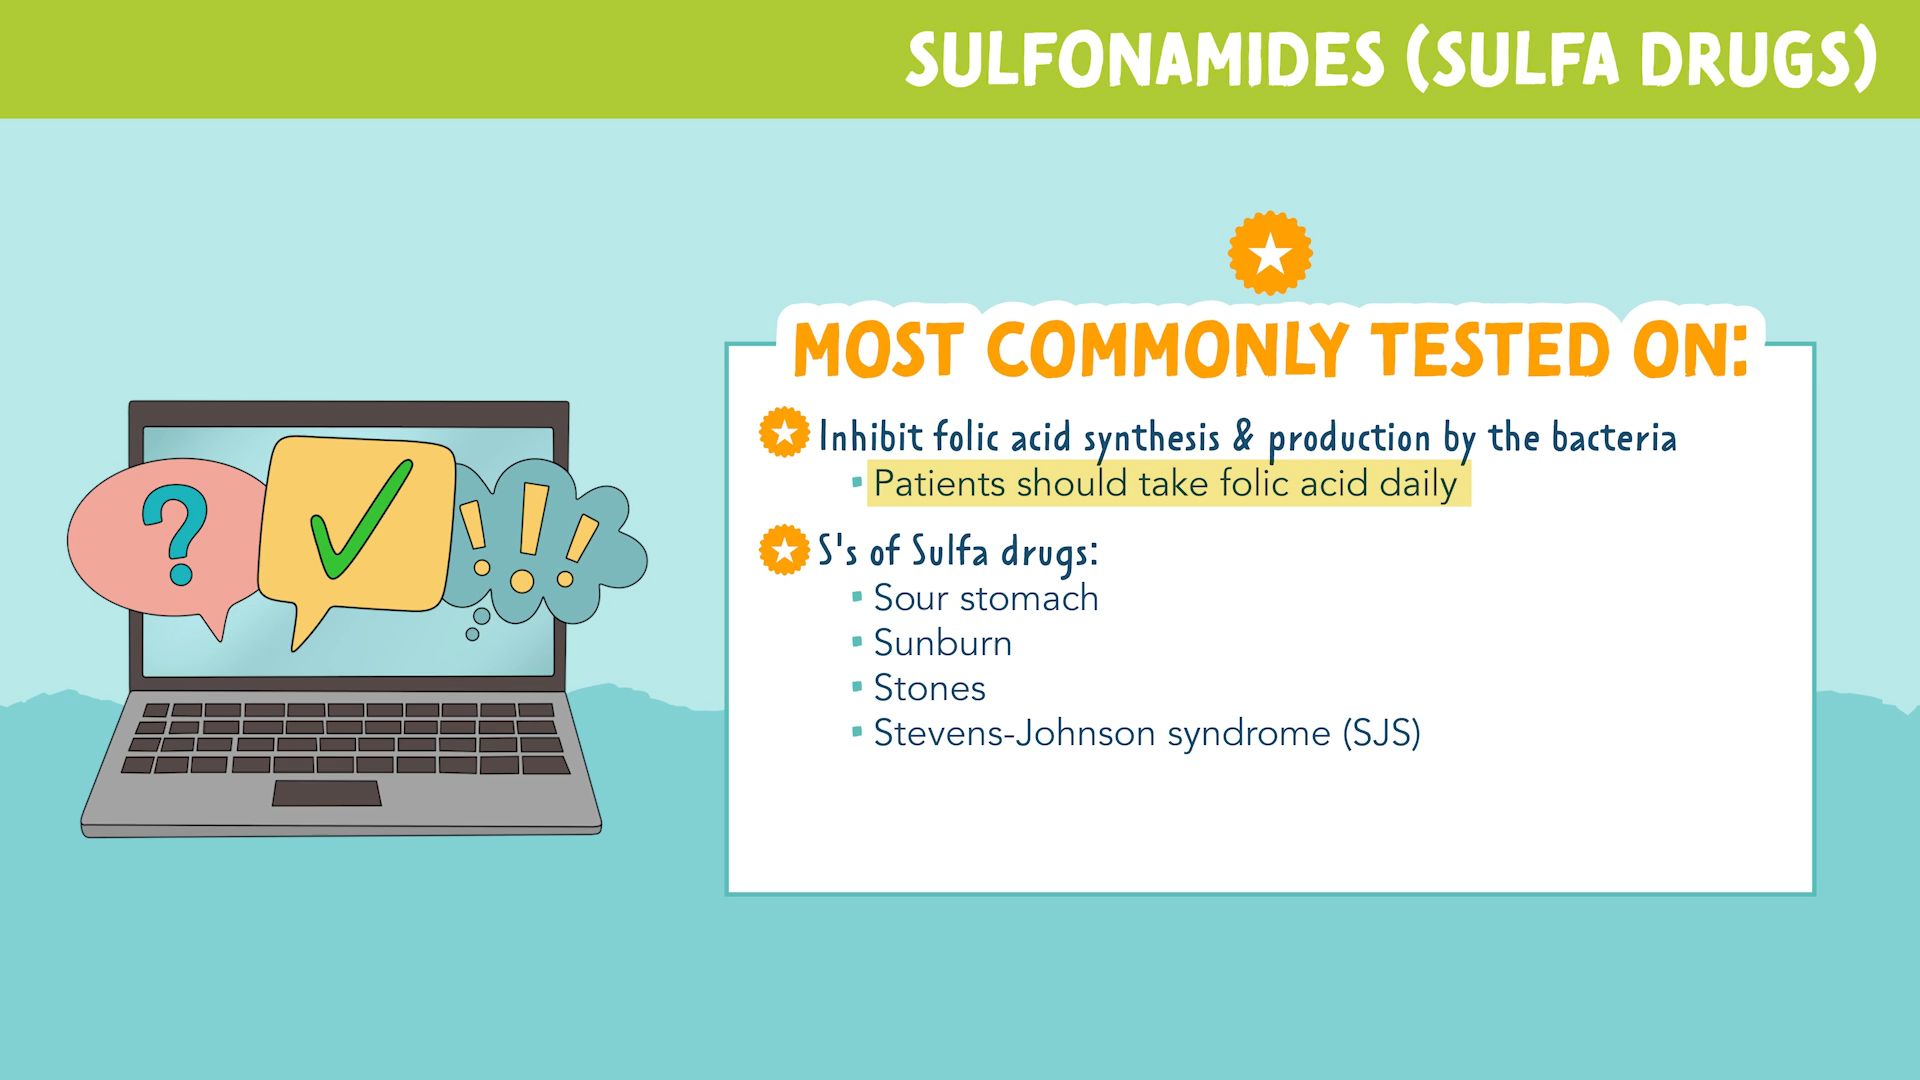 SULFONAMIDES (SULFA DRUGS)
MOST COMMONLY TESTED ON:
Inhibit folic acid synthesis & production by the bacteria
Patients should take folic acid daily
S's of Sulfa drugs:
Sour stomach
Sunburn
Stones
Stevens-Johnson syndrome (SJS)